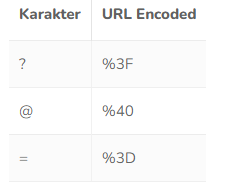 Karakter URL Encoded
? %3F
@ %40
= %3D